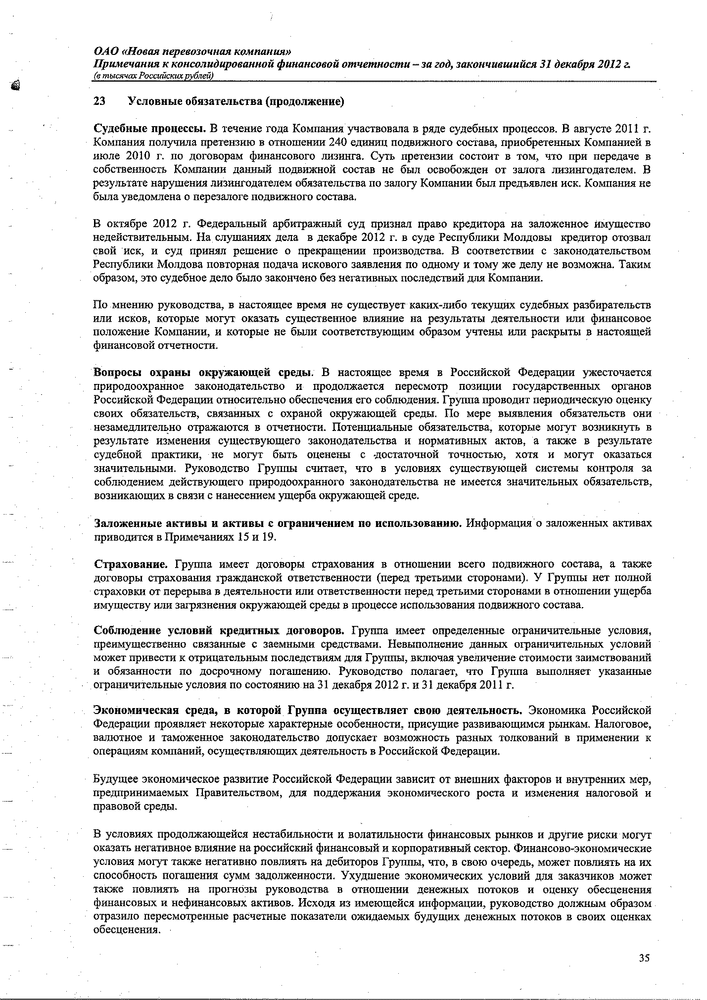 ОАО «Новая перевозочная компания»
Примечания к консолидированной финансовой отчетности – за год, закончившийся 31 декабря 2012 г.
(в тысячах Российских рублей)
23 Условные обязательства (продолжение)
Судебные процессы. В течение года Компания участвовала в ряде судебных процессов. В августе 2011 г.
Компания получила претензию в отношении 240 единиц подвижного состава, приобретенных Компанией в
июле 2010 г. по договорам финансового лизинга. Суть претензии состоит в том, что при передаче в
собственность Компании данный подвижной состав не был освобожден от залога лизингодателем. В
результате нарушения лизингодателем обязательства по залогу Компании был предъявлен иск. Компания не
была уведомлена о перезалоге подвижного состава.
В октябре 2012 г. Федеральный арбитражный суд признал право кредитора на заложенное имущество
недействительным. На слушаниях дела в декабре 2012 г. в суде Республики Молдовы кредитор отозвал
свой иск, и суд принял решение о прекращении производства. В соответствии с законодательством
Республики Молдова повторная подача искового заявления по одному и тому же делу не возможна. Таким
образом, это судебное дело было закончено без негативных последствий для Компании.
По мнению руководства, в настоящее время не существует каких-либо текущих судебных разбирательств
или исков, которые могут оказать существенное влияние на результаты деятельности или финансовое
положение Компании, и которые не были соответствующим образом учтены или раскрыты в настоящей
финансовой отчетности.
Вопросы охраны окружающей среды. В настоящее время в Российской Федерации ужесточается
природоохранное законодательство и продолжается пересмотр позиции государственных органов
Российской Федерации относительно обеспечения его соблюдения. Группа проводит периодическую оценку
своих обязательств, связанных с охраной окружающей среды. По мере выявления обязательств они
незамедлительно отражаются в отчетности. Потенциальные обязательства, которые могут возникнуть в
результате изменения существующего законодательства и нормативных актов, а также в результате
судебной практики, не могут быть оценены с достаточной точностью, хотя и могут оказаться
значительными. Руководство Группы считает, что в условиях существующей системы контроля за
соблюдением действующего природоохранного законодательства не имеется значительных обязательств,
возникающих в связи с нанесением ущерба окружающей среде.
Заложенные активы и активы с ограничением по использованию. Информация о заложенных активах
приводится в Примечаниях 15 и 19.
Страхование. Группа имеет договоры страхования в отношении всего подвижного состава, а также
договоры страхования гражданской ответственности (перед третьими сторонами). У Группы нет полной
страховки от перерыва в деятельности или ответственности перед третьими сторонами в отношении ущерба
имуществу или загрязнения окружающей среды в процессе использования подвижного состава.
Соблюдение условий кредитных договоров. Группа имеет определенные ограничительные условия,
преимущественно связанные с заемными средствами. Невыполнение данных ограничительных условий
может привести к отрицательным последствиям для Группы, включая увеличение стоимости заимствований
и обязанности по досрочному погашению. Руководство полагает, что Группа выполняет указанные
ограничительные условия по состоянию на 31 декабря 2012 г. и 31 декабря 2011 г.
Экономическая среда, в которой Группа осуществляет свою деятельность. Экономика Российской
Федерации проявляет некоторые характерные особенности, присущие развивающимся рынкам. Налоговое,
валютное и таможенное законодательство допускает возможность разных толкований в применении к
операциям компаний, осуществляющих деятельность в Российской Федерации.
Будущее экономическое развитие Российской Федерации зависит от внешних факторов и внутренних мер,
предпринимаемых Правительством, для поддержания экономического роста и изменения налоговой и
правовой среды.
В условиях продолжающейся нестабильности и волатильности финансовых рынков и другие риски могут
оказать негативное влияние на российский финансовый и корпоративный сектор. Финансово-экономические
условия могут также негативно повлиять на дебиторов Группы, что, в свою очередь, может повлиять на их
способность погашения сумм задолженности. Ухудшение экономических условий для заказчиков может
также повлиять на прогнозы руководства в отношении денежных потоков и оценку обесценения
финансовых и нефинансовых активов. Исходя из имеющейся информации, руководство должным образом
отразило пересмотренные расчетные показатели ожидаемых будущих денежных потоков в своих оценках
обесценения.
35